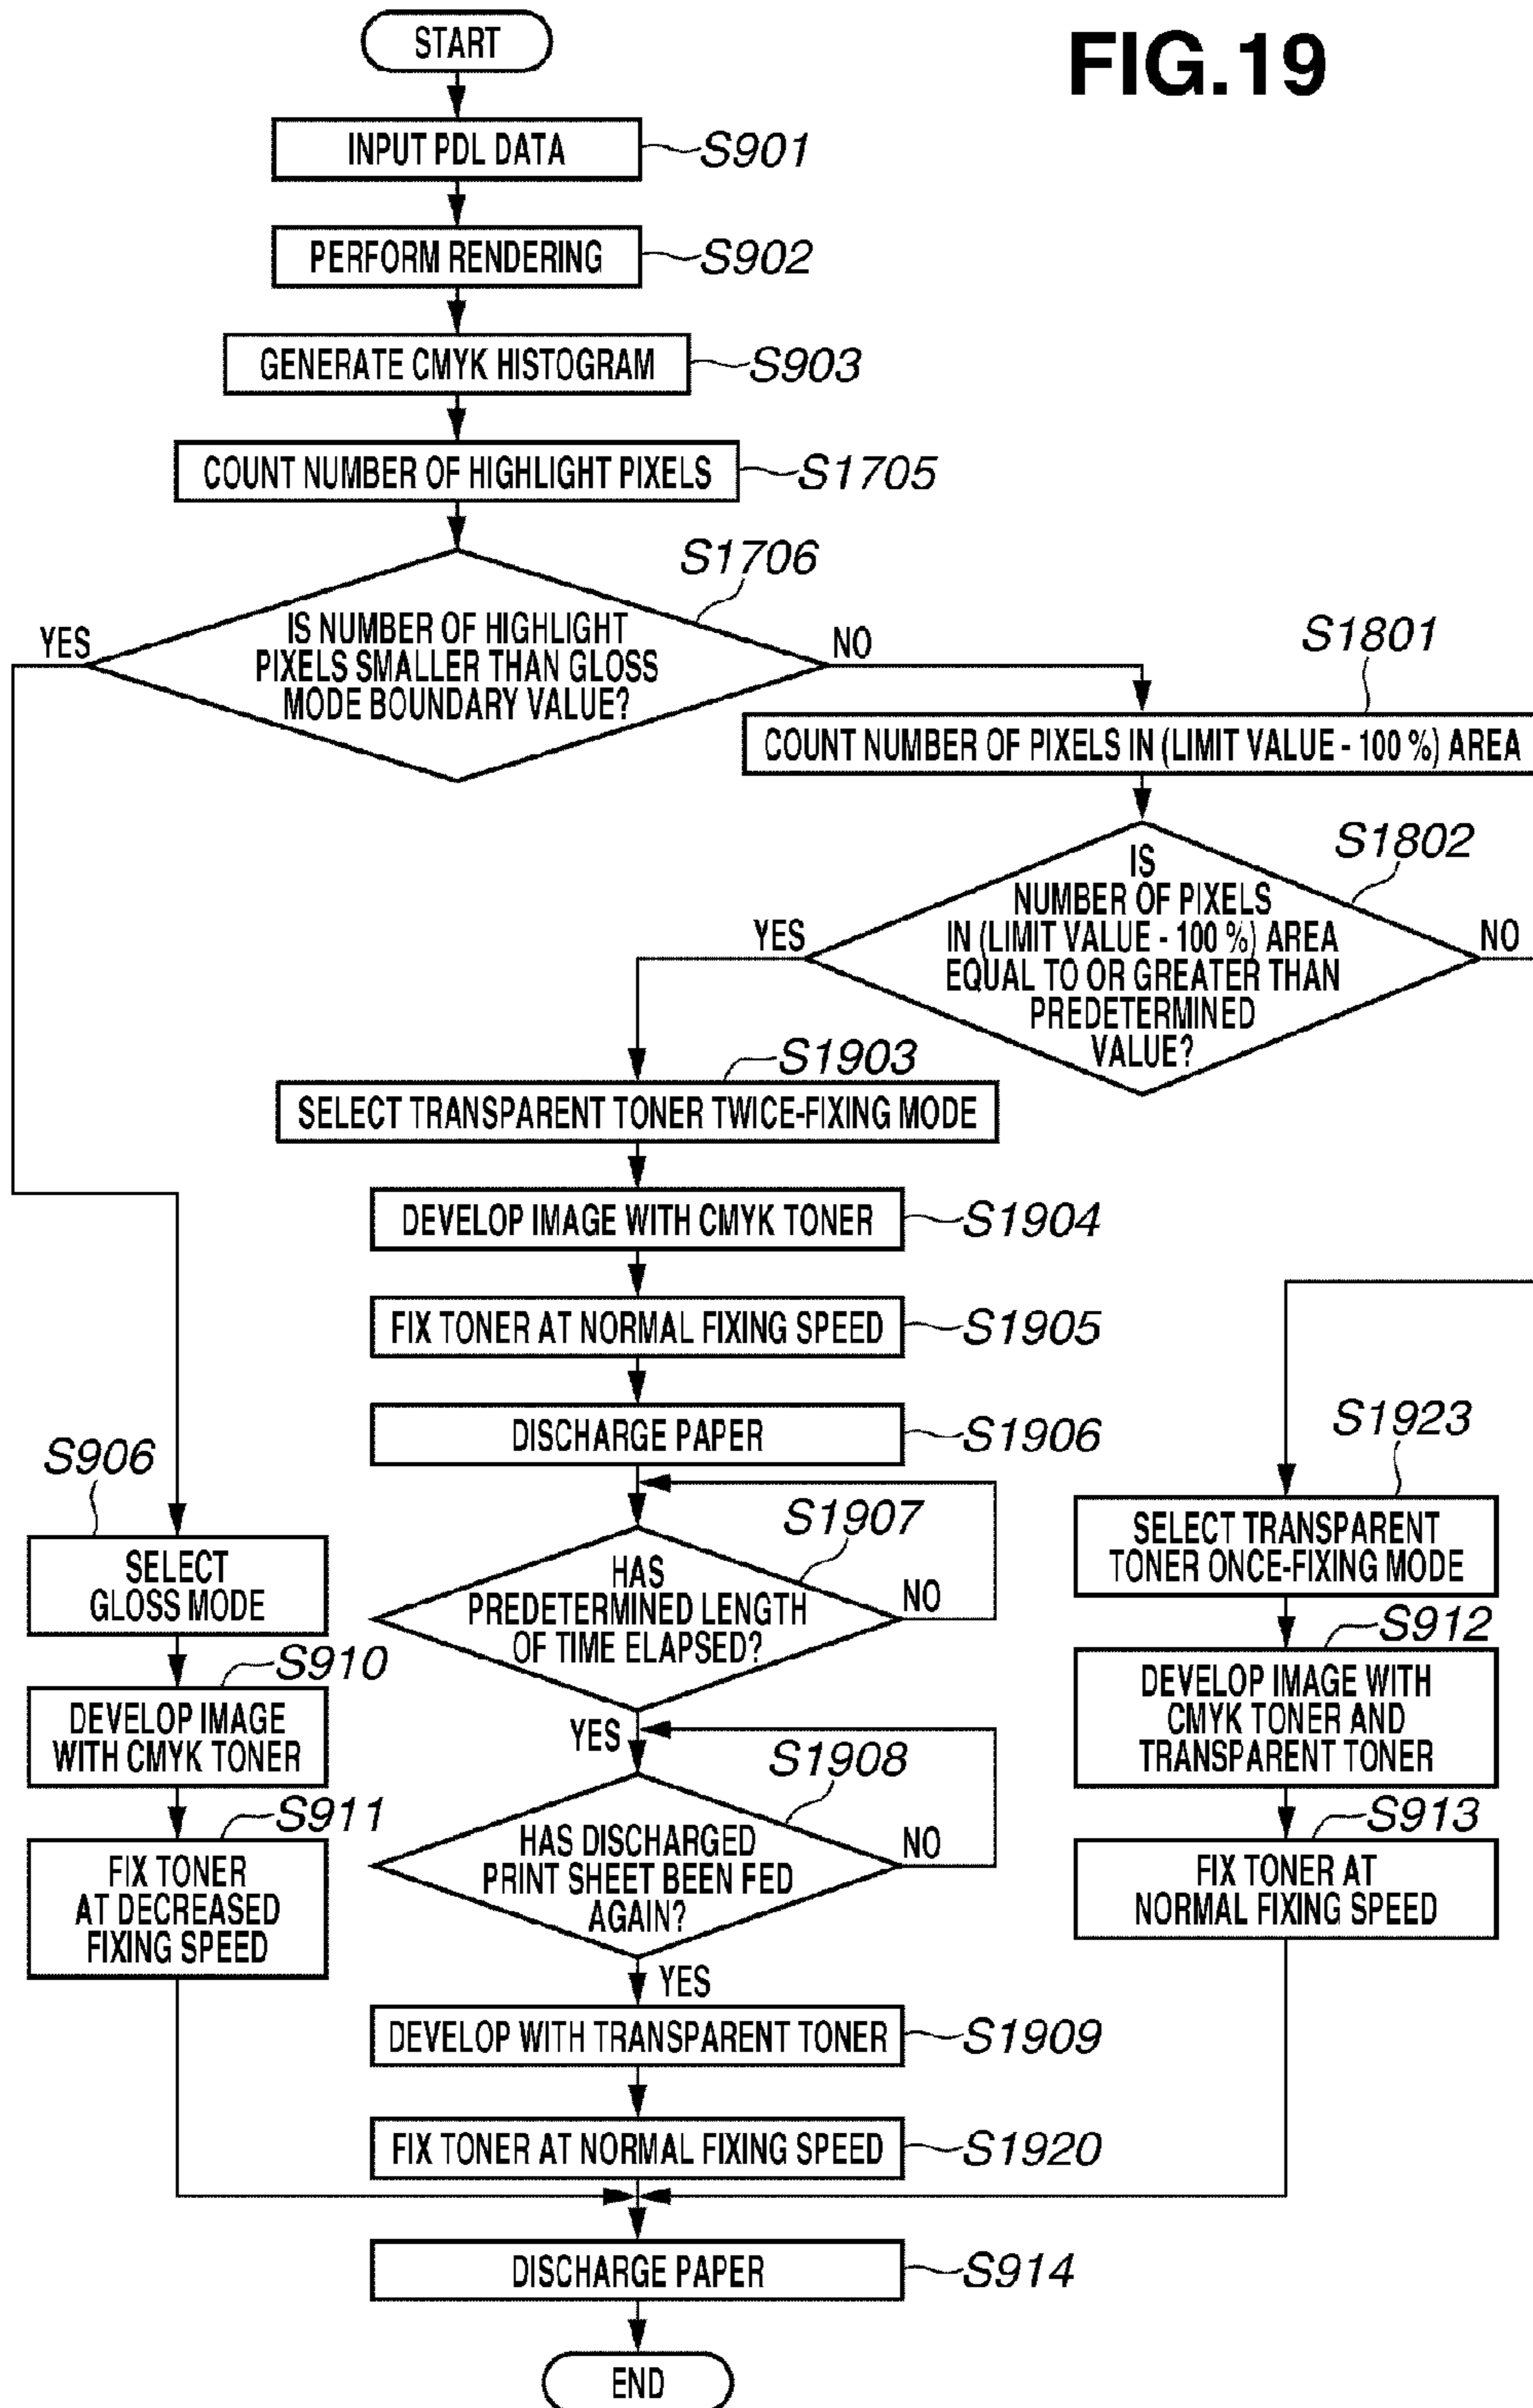 FIG.19
START
INPUT PDL DATA
S901
PERFORM RENDERING
S902
GENERATE CMYK HISTOGRAM
S903
COUNT NUMBER OF HIGHLIGHT PIXELS
S1705
S1706
IS NUMBER OF HIGHLIGHT
PIXELS SMALLER THAN GLOSS
MODE BOUNDARY VALUE?
YES
NO
S1801
COUNT NUMBER OF PIXELS IN (LIMIT VALUE - 100 %) AREA
S1802
IS
NUMBER OF PIXELS
IN (LIMIT VALUE - 100 %) AREA
EQUAL TO OR GREATER THAN
PREDETERMINED
VALUE?
YES
NO
S1903
SELECT TRANSPARENT TONER TWICE-FIXING MODE
DEVELOP IMAGE WITH CMYK TONER
S1904
FIX TONER AT NORMAL FIXING SPEED
S1905
DISCHARGE PAPER
S1906
S1907
HAS
PREDETERMINED LENGTH
OF TIME ELAPSED?
NO
YES
S1908
HAS DISCHARGED
PRINT SHEET BEEN FED
AGAIN?
NO
YES
DEVELOP WITH TRANSPARENT TONER
S1909
FIX TONER AT NORMAL FIXING SPEED
S1920
S906
SELECT
GLOSS MODE
S910
DEVELOP IMAGE
WITH CMYK TONER
S911
FIX TONER
AT DECREASED
FIXING SPEED
S1923
SELECT TRANSPARENT
TONER ONCE-FIXING MODE
S912
DEVELOP IMAGE WITH
CMYK TONER AND
TRANSPARENT TONER
S913
FIX TONER AT
NORMAL FIXING SPEED
DISCHARGE PAPER
S914
END